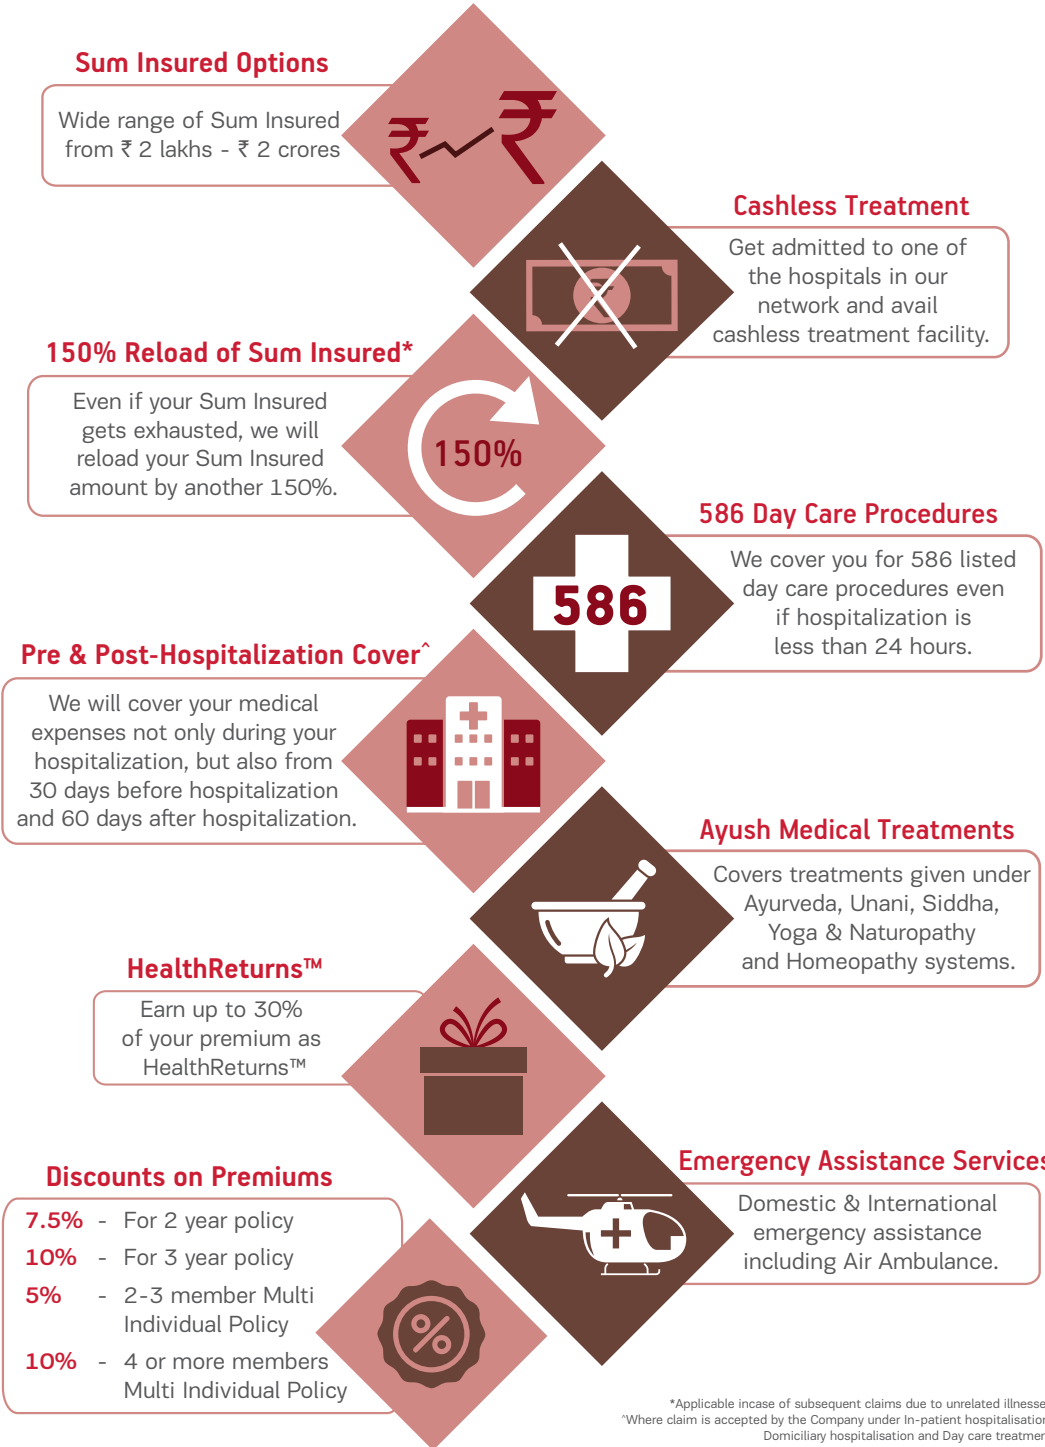 Sum Insured Options
Wide range of Sum Insured
from ₹ 2 lakhs - ₹ 2 crores
₹ ₹
Cashless Treatment
Get admitted to one of
the hospitals in our
network and avail
cashless treatment facility.
₹
150% Reload of Sum Insured*
Even if your Sum Insured
gets exhausted, we will
reload your Sum Insured
amount by another 150%.
150%
586 Day Care Procedures
We cover you for 586 listed
day care procedures even
if hospitalization is
less than 24 hours.
586
Pre & Post-Hospitalization Cover^
We will cover your medical
expenses not only during your
hospitalization, but also from
30 days before hospitalization
and 60 days after hospitalization.
Ayush Medical Treatments
Covers treatments given under
Ayurveda, Unani, Siddha,
Yoga & Naturopathy
and Homeopathy systems.
HealthReturns™
Earn up to 30%
of your premium as
HealthReturns™
Emergency Assistance Services
Domestic & International
emergency assistance
including Air Ambulance.
Discounts on Premiums
7.5% - For 2 year policy
10% - For 3 year policy
5% - 2-3 member Multi
Individual Policy
10% - 4 or more members
Multi Individual Policy
%
*Applicable incase of subsequent claims due to unrelated illnesse
^Where claim is accepted by the Company under In-patient hospitalisation
Domiciliary hospitalisation and Day care treatmen